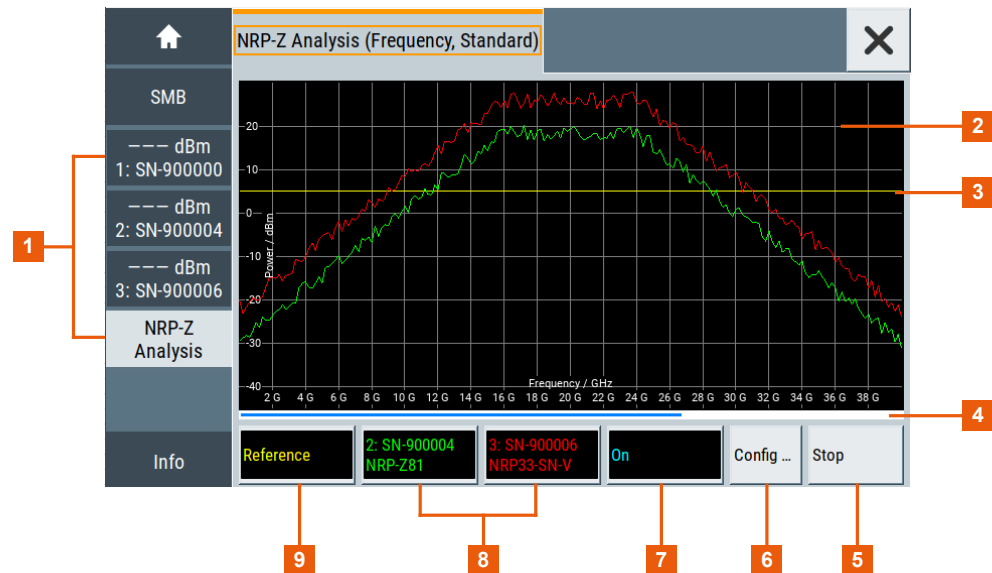 NRP-Z Analysis (Frequency, Standard)
SMB
--- dBm
1: SN-900000
--- dBm
2: SN-900004
--- dBm
3: SN-900006
NRP-Z
Analysis
Info
20
10
0
-10
-20
-30
-40
Power / dBm
Frequency / GHz
2 G 4 G 6 G 8 G 10 G 12 G 14 G 16 G 18 G 20 G 22 G 24 G 26 G 28 G 30 G 32 G 34 G 36 G 38 G
Reference
2: SN-900004
NRP-Z81
3: SN-900006
NRP33-SN-V
On
Config ...
Stop
1
2
3
4
5
6
7
8
9